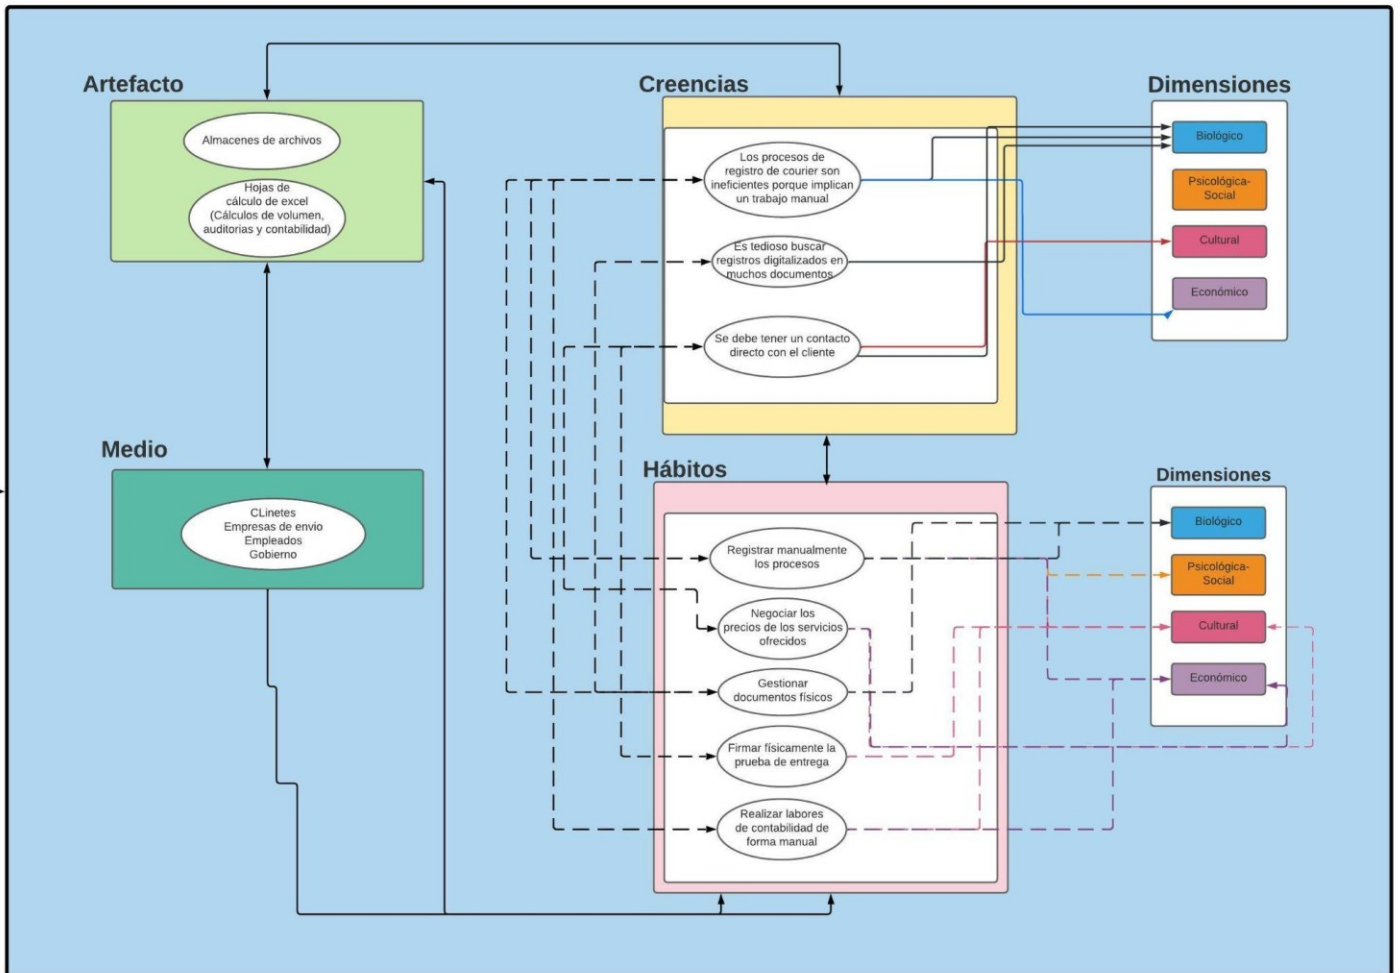 Artefacto
Almacenes de archivos
Hojas de
cálculo de excel
(Cálculos de volumen,
auditorias y contabilidad)
Medio
CLinetes
Empresas de envio
Empleados
Gobierno
Creencias
Los procesos de
registro de courier son
ineficientes porque implican
un trabajo manual
Es tedioso buscar
registros digitalizados en
muchos documentos
Se debe tener un contacto
directo con el cliente
Dimensiones
Biológico
Psicológica-
Social
Cultural
Económico
Hábitos
Registrar manualmente
los procesos
Negociar los
precios de los servicios
ofrecidos
Gestionar
documentos físicos
Firmar físicamente la
prueba de entrega
Realizar labores
de contabilidad de
forma manual
Dimensiones
Biológico
Psicológica-
Social
Cultural
Económico